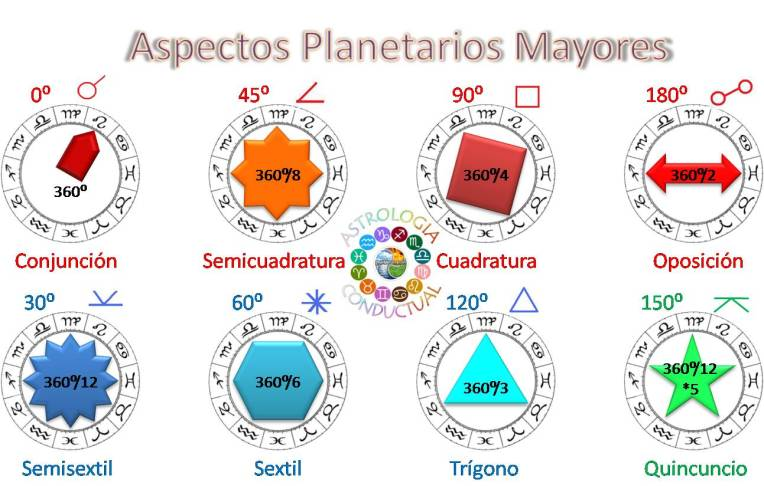 Aspectos Planetarios Mayores
0º
45º
90º
180º
360º
360º/8
360º/4
360º/2
ASTROLOGIA
CONDUCTUAL
Conjunción
Semicuadratura
Cuadratura
Oposición
30º
60º
120º
150º
360º/12
360º/6
360º/3
360º/12
*5
Semisextil
Sextil
Trígono
Quincuncio